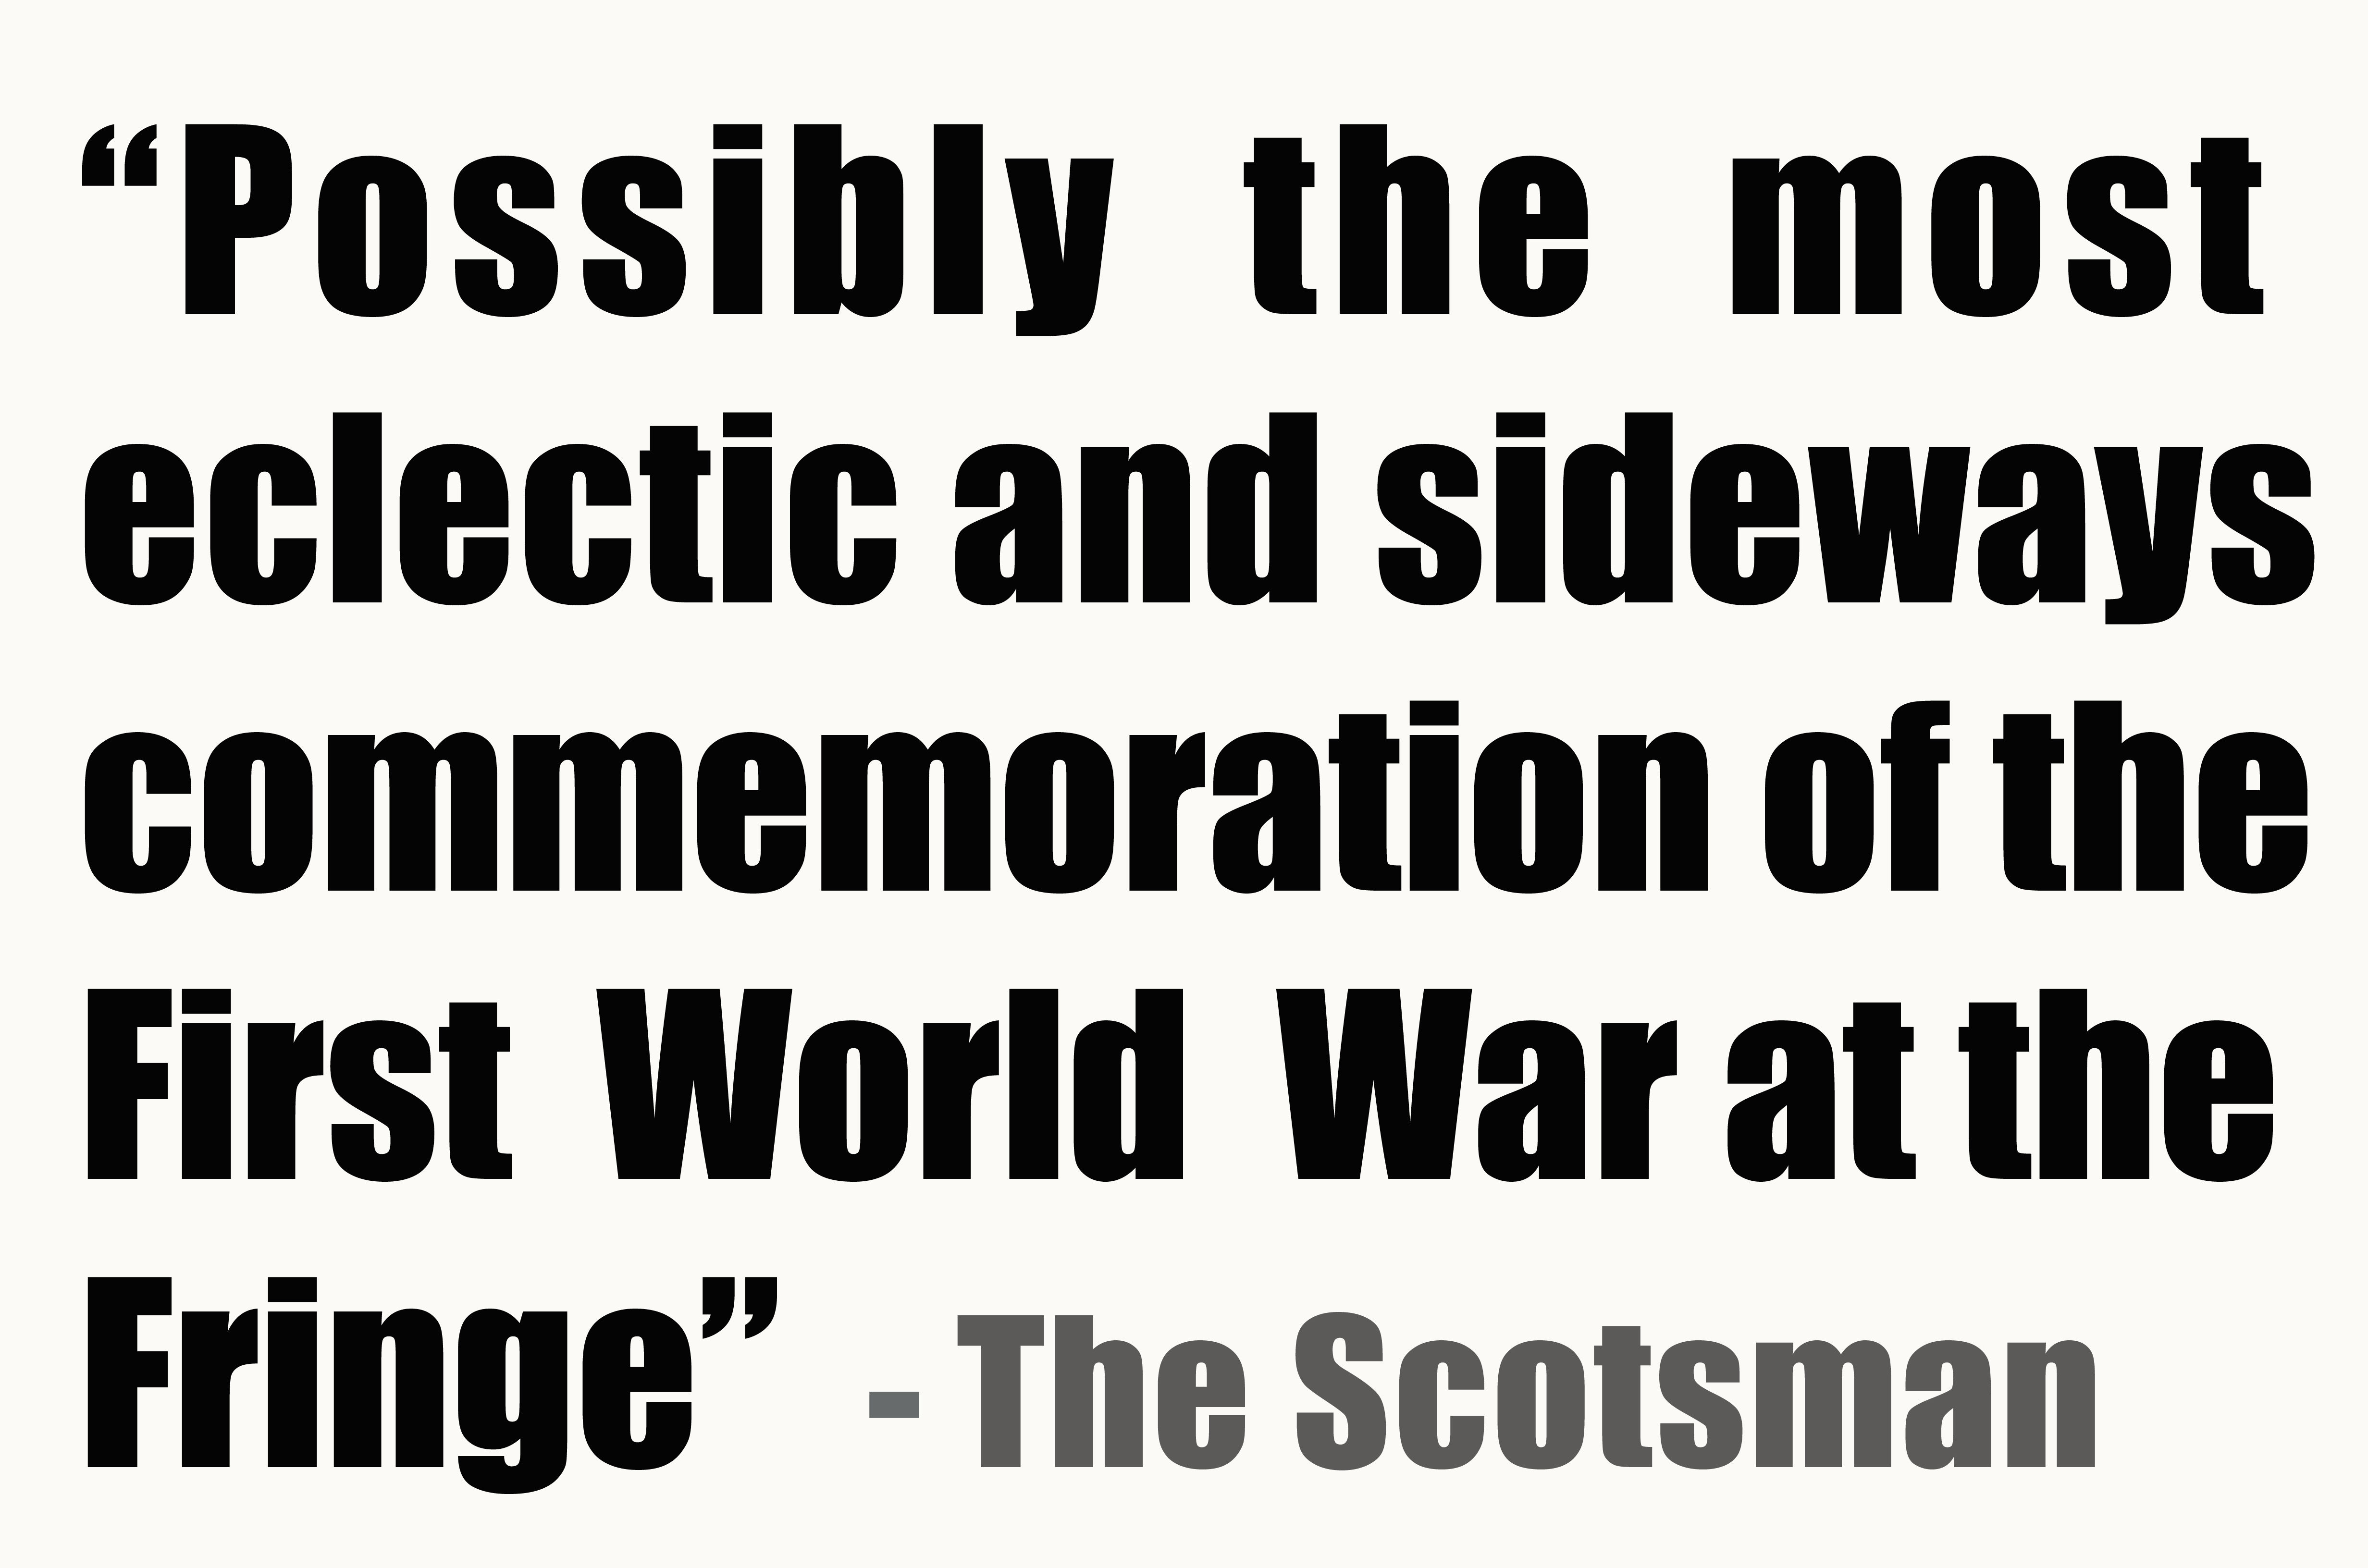 “Possibly the most
eclectic and sideways
commemoration of the
First World War at the
Fringe” - The Scotsman